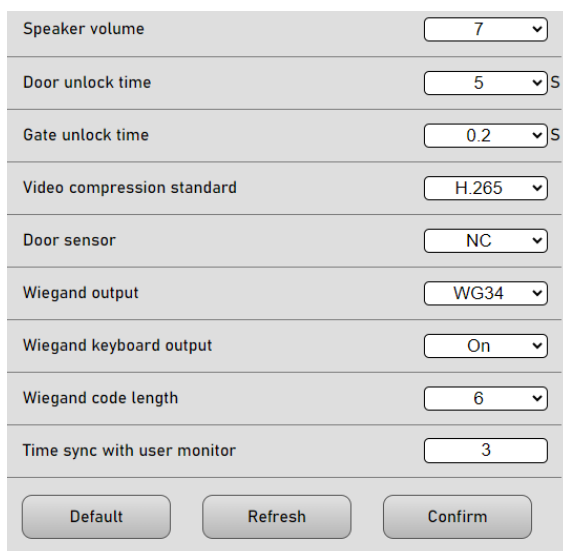 Speaker volume 7
Door unlock time 5 S
Gate unlock time 0.2 S
Video compression standard H.265
Door sensor NC
Wiegand output WG34
Wiegand keyboard output On
Wiegand code length 6
Time sync with user monitor 3
Default Refresh Confirm